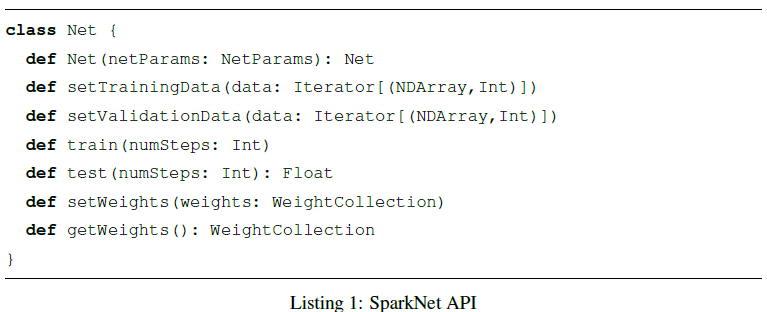 class Net {
def Net(netParams: NetParams): Net
def setTrainingData(data: Iterator[(NDArray,Int)])
def setValidationData(data: Iterator[(NDArray,Int)])
def train(numSteps: Int)
def test(numSteps: Int): Float
def setWeights(weights: WeightCollection)
def getWeights(): WeightCollection
}
Listing 1: SparkNet API